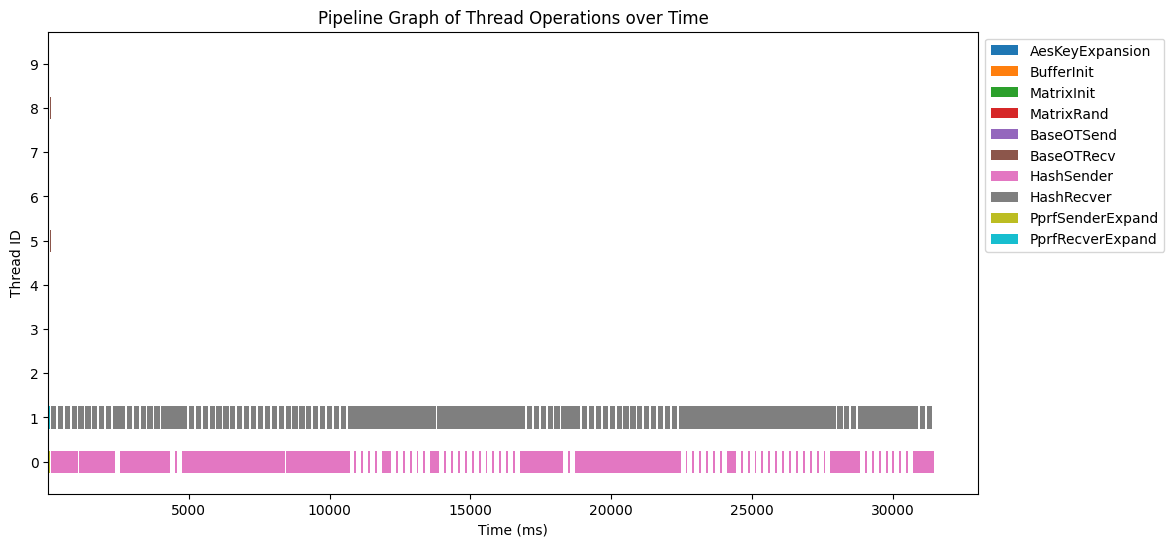 Pipeline Graph of Thread Operations over Time
AesKeyExpansion
BufferInit
MatrixInit
MatrixRand
BaseOTSend
BaseOTRecv
HashSender
HashRecver
PprfSenderExpand
PprfRecverExpand
Thread ID
9
8
7
6
5
4
3
2
1
0
5000 10000 15000 20000 25000 30000
Time (ms)